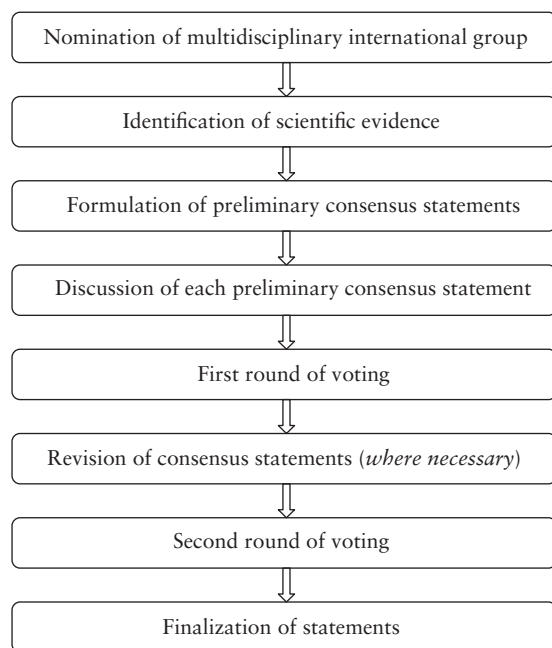 Nomination of multidisciplinary international group
Identification of scientific evidence
Formulation of preliminary consensus statements
Discussion of each preliminary consensus statement
First round of voting
Revision of consensus statements (where necessary)
Second round of voting
Finalization of statements